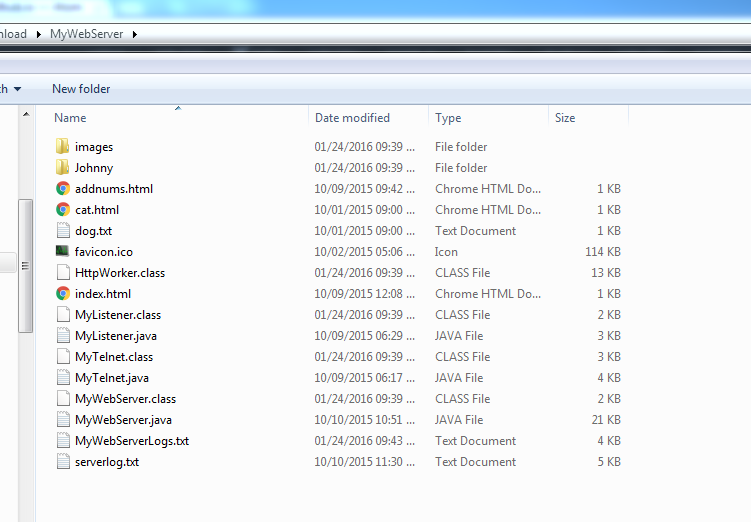 nload MyWebServer
New folder
Name Date modified Type Size
images 01/24/2016 09:39 ... File folder
Johnny 01/24/2016 09:39 ... File folder
addnums.html 10/09/2015 09:42 ... Chrome HTML Do... 1 KB
cat.html 10/01/2015 09:00 ... Chrome HTML Do... 1 KB
dog.txt 10/01/2015 09:00 ... Text Document 1 KB
favicon.ico 10/02/2015 05:06 ... Icon 114 KB
HttpWorker.class 01/24/2016 09:39 ... CLASS File 13 KB
index.html 10/09/2015 12:08 ... Chrome HTML Do... 1 KB
MyListener.class 01/24/2016 09:39 ... CLASS File 2 KB
MyListener.java 10/09/2015 06:29 ... JAVA File 3 KB
MyTelnet.class 01/24/2016 09:39 ... CLASS File 3 KB
MyTelnet.java 10/09/2015 06:17 ... JAVA File 4 KB
MyWebServer.class 01/24/2016 09:39 ... CLASS File 2 KB
MyWebServer.java 10/10/2015 10:51 ... JAVA File 21 KB
MyWebServerLogs.txt 01/24/2016 09:43 ... Text Document 4 KB
serverlog.txt 10/10/2015 11:30 ... Text Document 5 KB